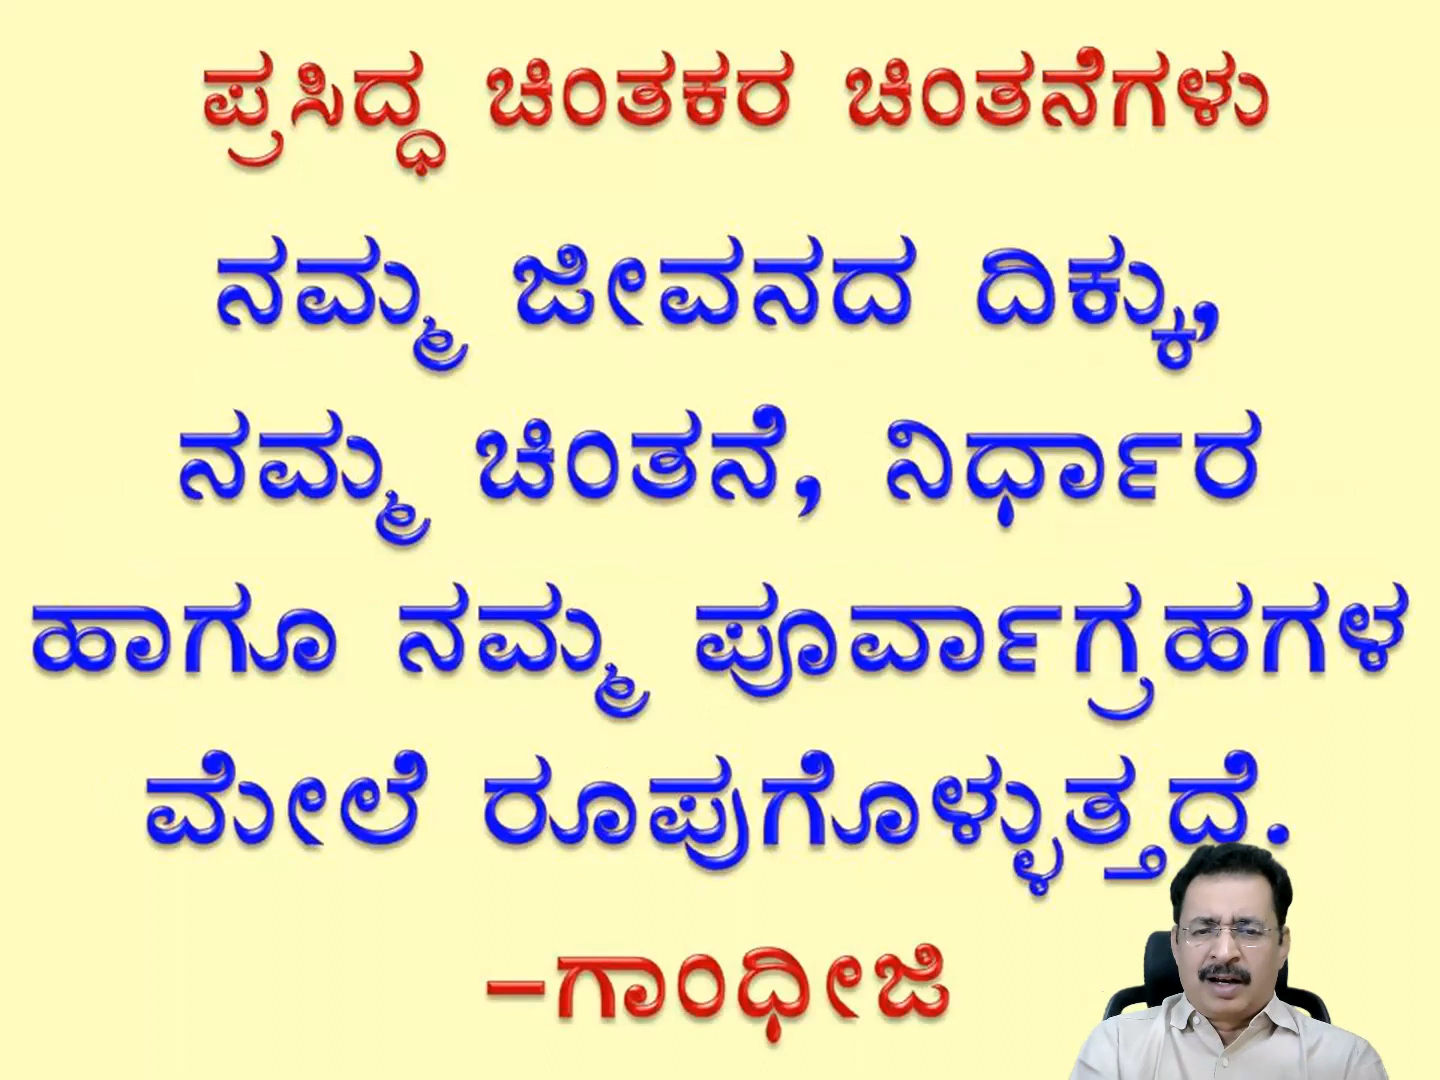 ಪ್ರಸಿದ್ಧ ಚಿಂತಕರ ಚಿಂತನೆಗಳು
ನಮ್ಮ ಜೀವನದ ದಿಕ್ಕು,
ನಮ್ಮ ಚಿಂತನೆ, ನಿರ್ಧಾರ
ಹಾಗೂ ನಮ್ಮ ಪೂರ್ವಾಗ್ರಹಗಳ
ಮೇಲೆ ರೂಪುಗೊಳ್ಳುತ್ತದೆ.
-ಗಾಂಧೀಜಿ